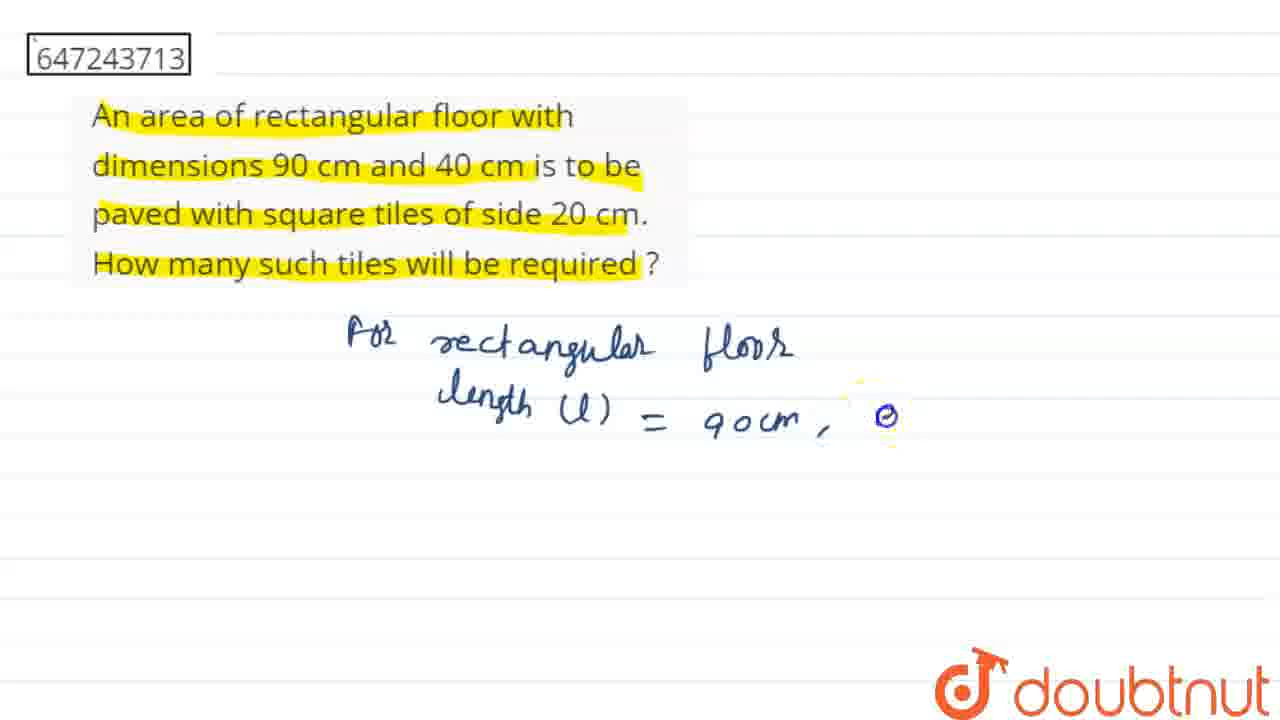 647243713
An area of rectangular floor with
dimensions 90 cm and 40 cm is to be
paved with square tiles of side 20 cm.
How many such tiles will be required ?
For rectangular floor
length (l) = 90cm,
doubtnut